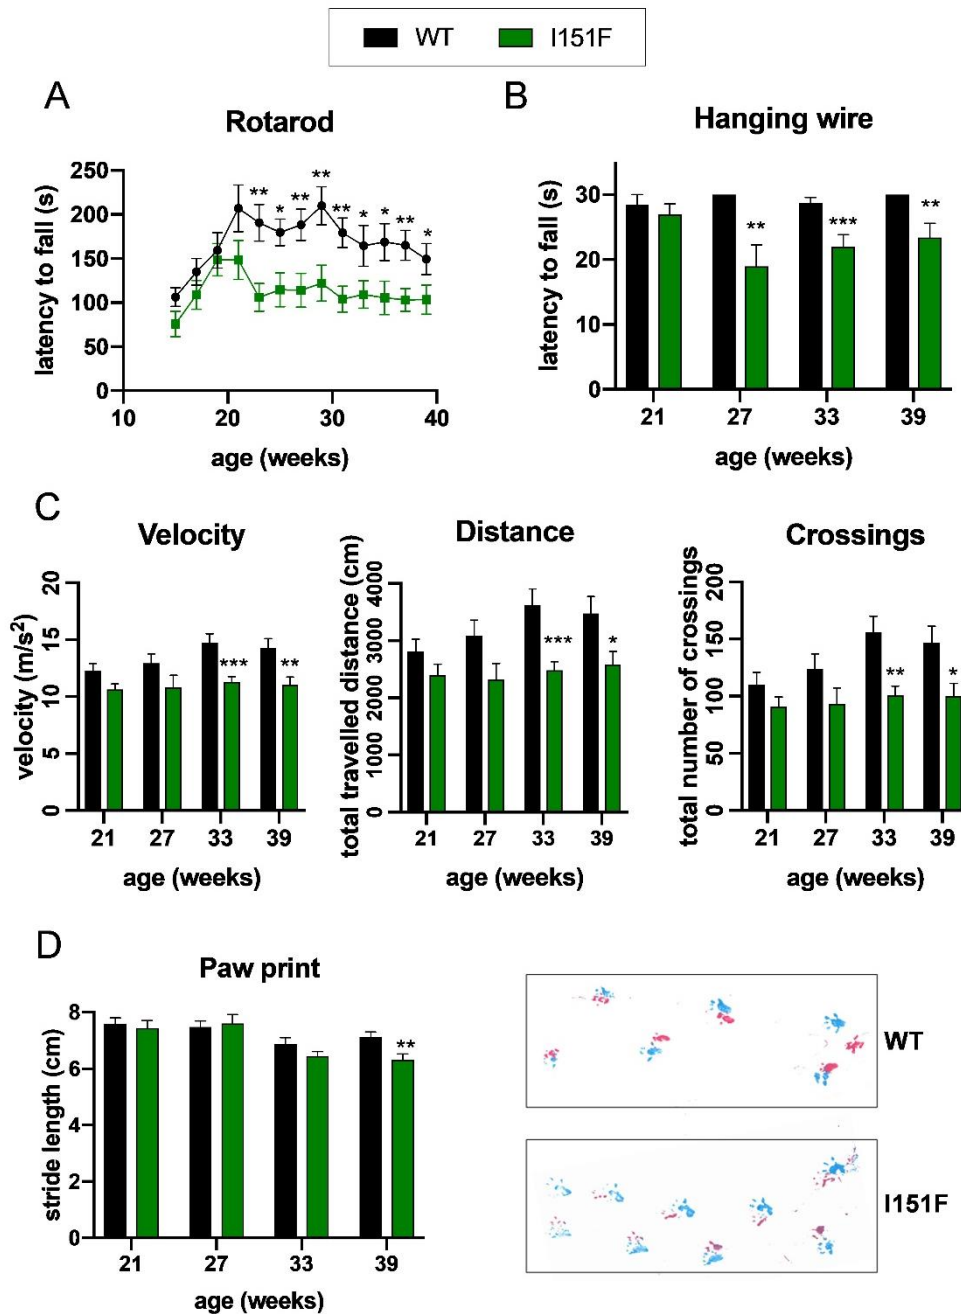 WT I151F
A
Rotarod
latency to fall (s)
250
200
150
100
50
0
** * ** ** ** * * ** *
10 20 30 40
age (weeks)
B
Hanging wire
latency to fall (s)
30
20
10
0
** *** **
21 27 33 39
age (weeks)
C
Velocity
velocity (m/s²)
20
15
10
5
0
*** **
21 27 33 39
age (weeks)
Distance
total travelled distance (cm)
4000
3000
2000
1000
0
*** *
21 27 33 39
age (weeks)
Crossings
total number of crossings
200
150
100
50
0
** *
21 27 33 39
age (weeks)
D
Paw print
stride length (cm)
8
6
4
2
0
**
21 27 33 39
age (weeks)
WT
I151F